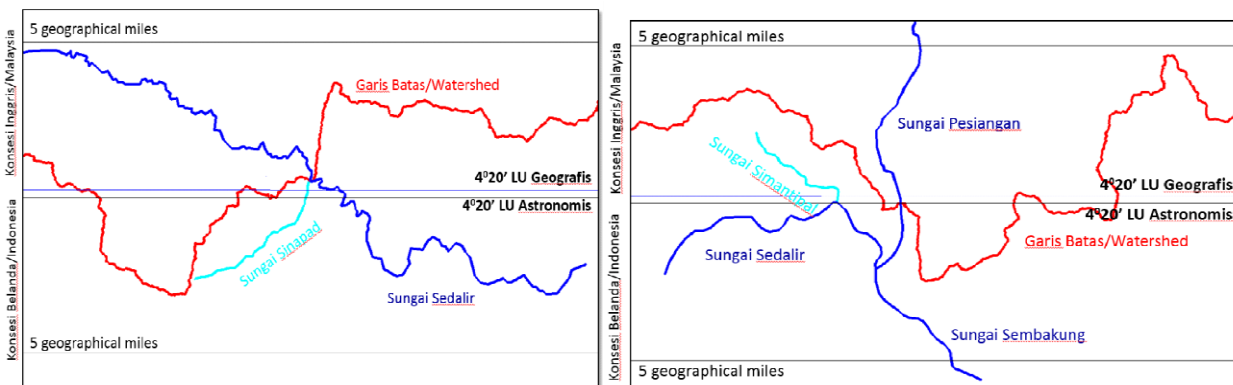 Konsesi Inggris/Malaysia
Konsesi Belanda/Indonesia
5 geographical miles
Garis Batas/Watershed
4⁰20' LU Geografis
4⁰20' LU Astronomis
Sungai Sinapad
Sungai Sedalir
5 geographical miles
Konsesi Inggris/Malaysia
Konsesi Belanda/Indonesia
5 geographical miles
Sungai Pesiangan
Sungai Simantipal
4⁰20' LU Geografis
4⁰20' LU Astronomis
Sungai Sedalir
Garis Batas/Watershed
Sungai Sembakung
5 geographical miles